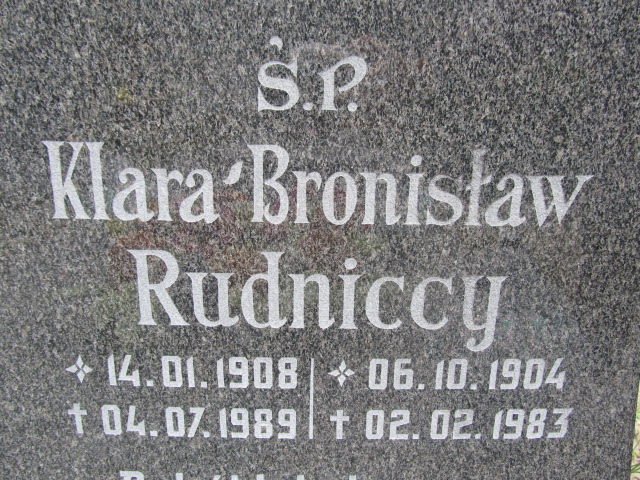 Ś.P.
Klara-Bronisław
Rudniccy
14.01.1908 | 06.10.1904
† 04.07.1989 | † 02.02.1983